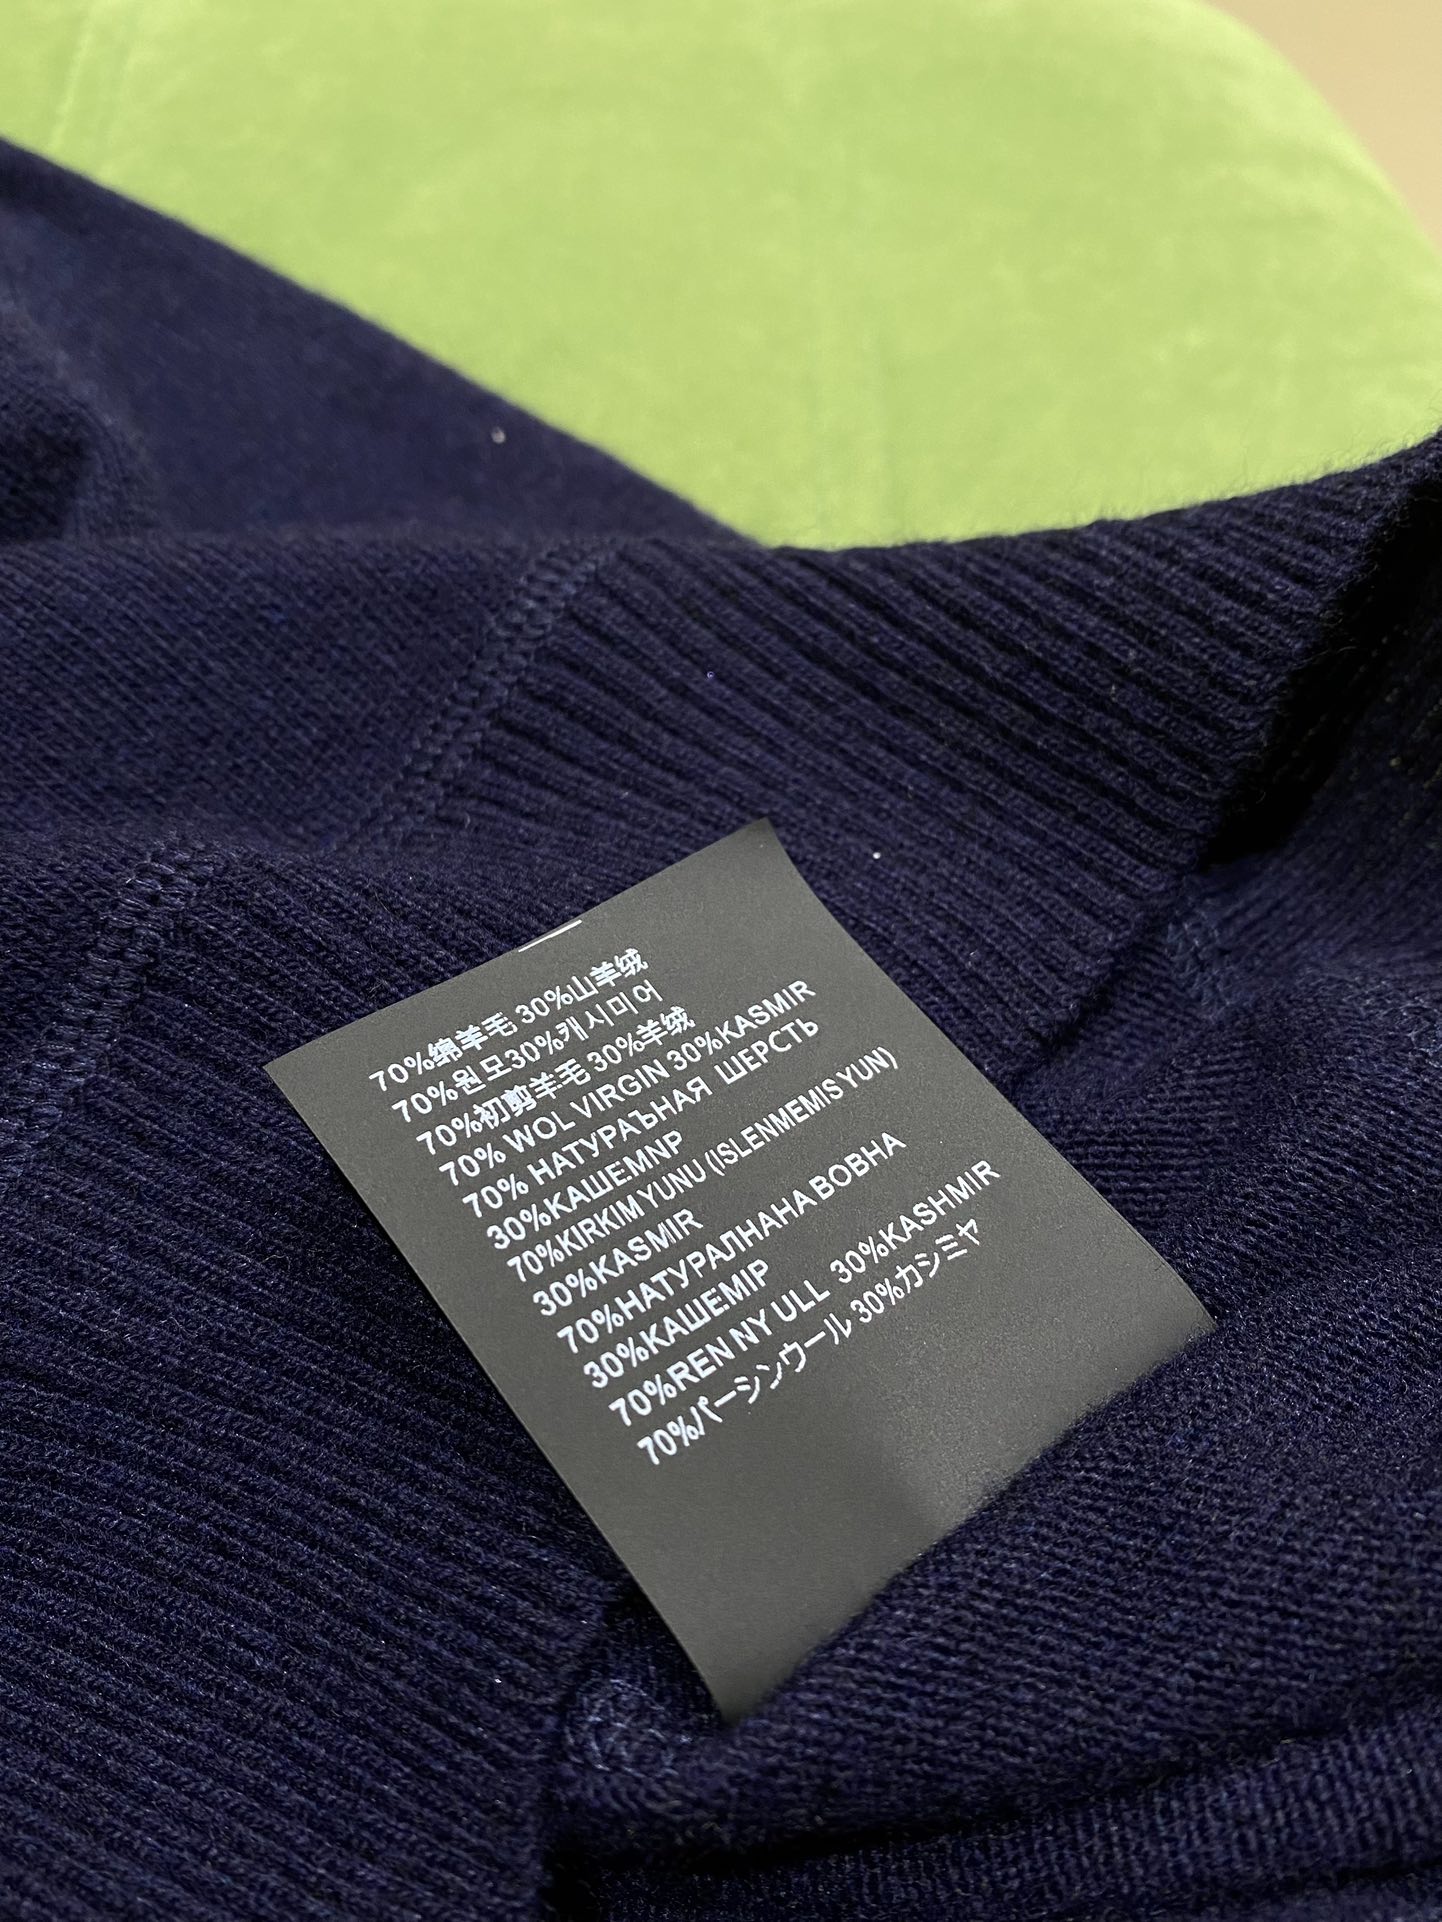 70%绵羊毛 30%山羊绒
70%원모30%캐시미어
70%初剪羊毛 30%羊绒
70% WOL VIRGIN 30%KASMIR
70% НАТУРАЪНАЯ ШЕРСТЬ
30%КАШЕМNР
70%KIRKIM YUNU (ISLENMEMIS YUN)
30%KASMIR
70%НАТУРАЛНАНА ВОВНА
30%КАШЕМІР
70%REN NY ULL 30%KASHMIR
70%バーシンウール 30%カシミヤ